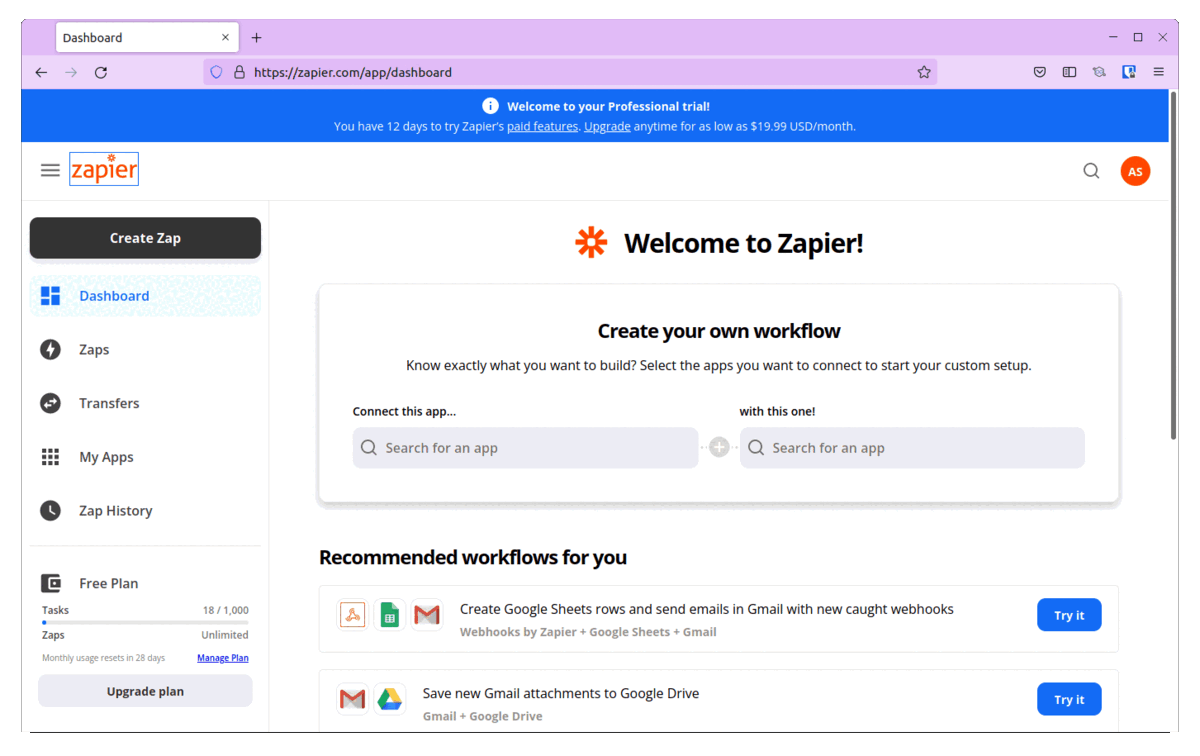 Dashboard
https://zapier.com/app/dashboard
Welcome to your Professional trial!
You have 12 days to try Zapier's paid features. Upgrade anytime for as low as $19.99 USD/month.
zapier
AS
Create Zap
Dashboard
Zaps
Transfers
My Apps
Zap History
Free Plan
Tasks 18 / 1,000
Zaps Unlimited
Monthly usage resets in 28 days Manage Plan
Upgrade plan
Welcome to Zapier!
Create your own workflow
Know exactly what you want to build? Select the apps you want to connect to start your custom setup.
Connect this app... with this one!
Search for an app Search for an app
Recommended workflows for you
Create Google Sheets rows and send emails in Gmail with new caught webhooks
Webhooks by Zapier + Google Sheets + Gmail
Try it
Save new Gmail attachments to Google Drive
Gmail + Google Drive
Try it